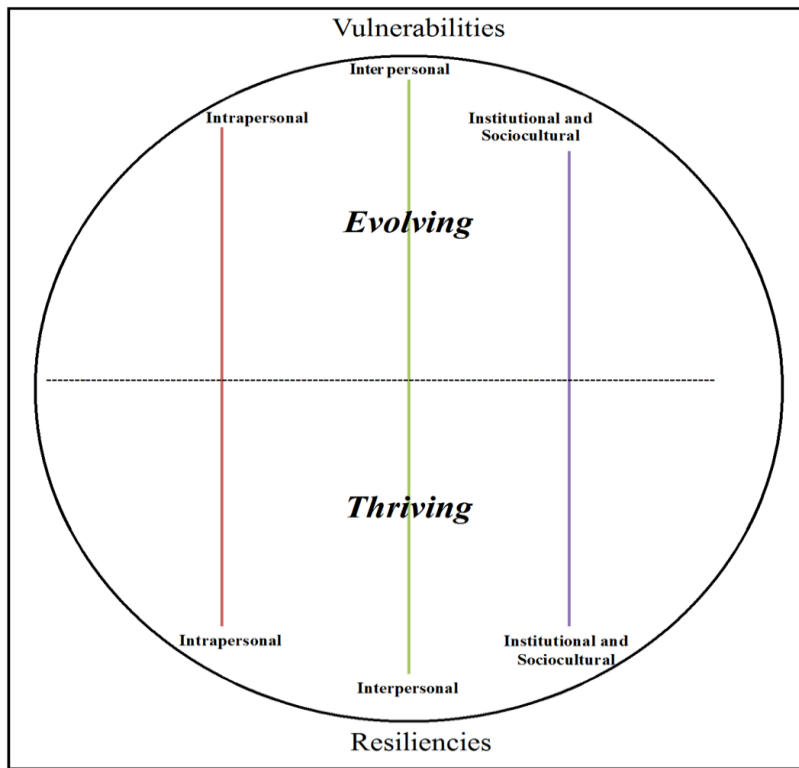 Vulnerabilities
Inter personal
Intrapersonal
Institutional and
Sociocultural
Evolving
Thriving
Intrapersonal
Institutional and
Sociocultural
Interpersonal
Resiliencies